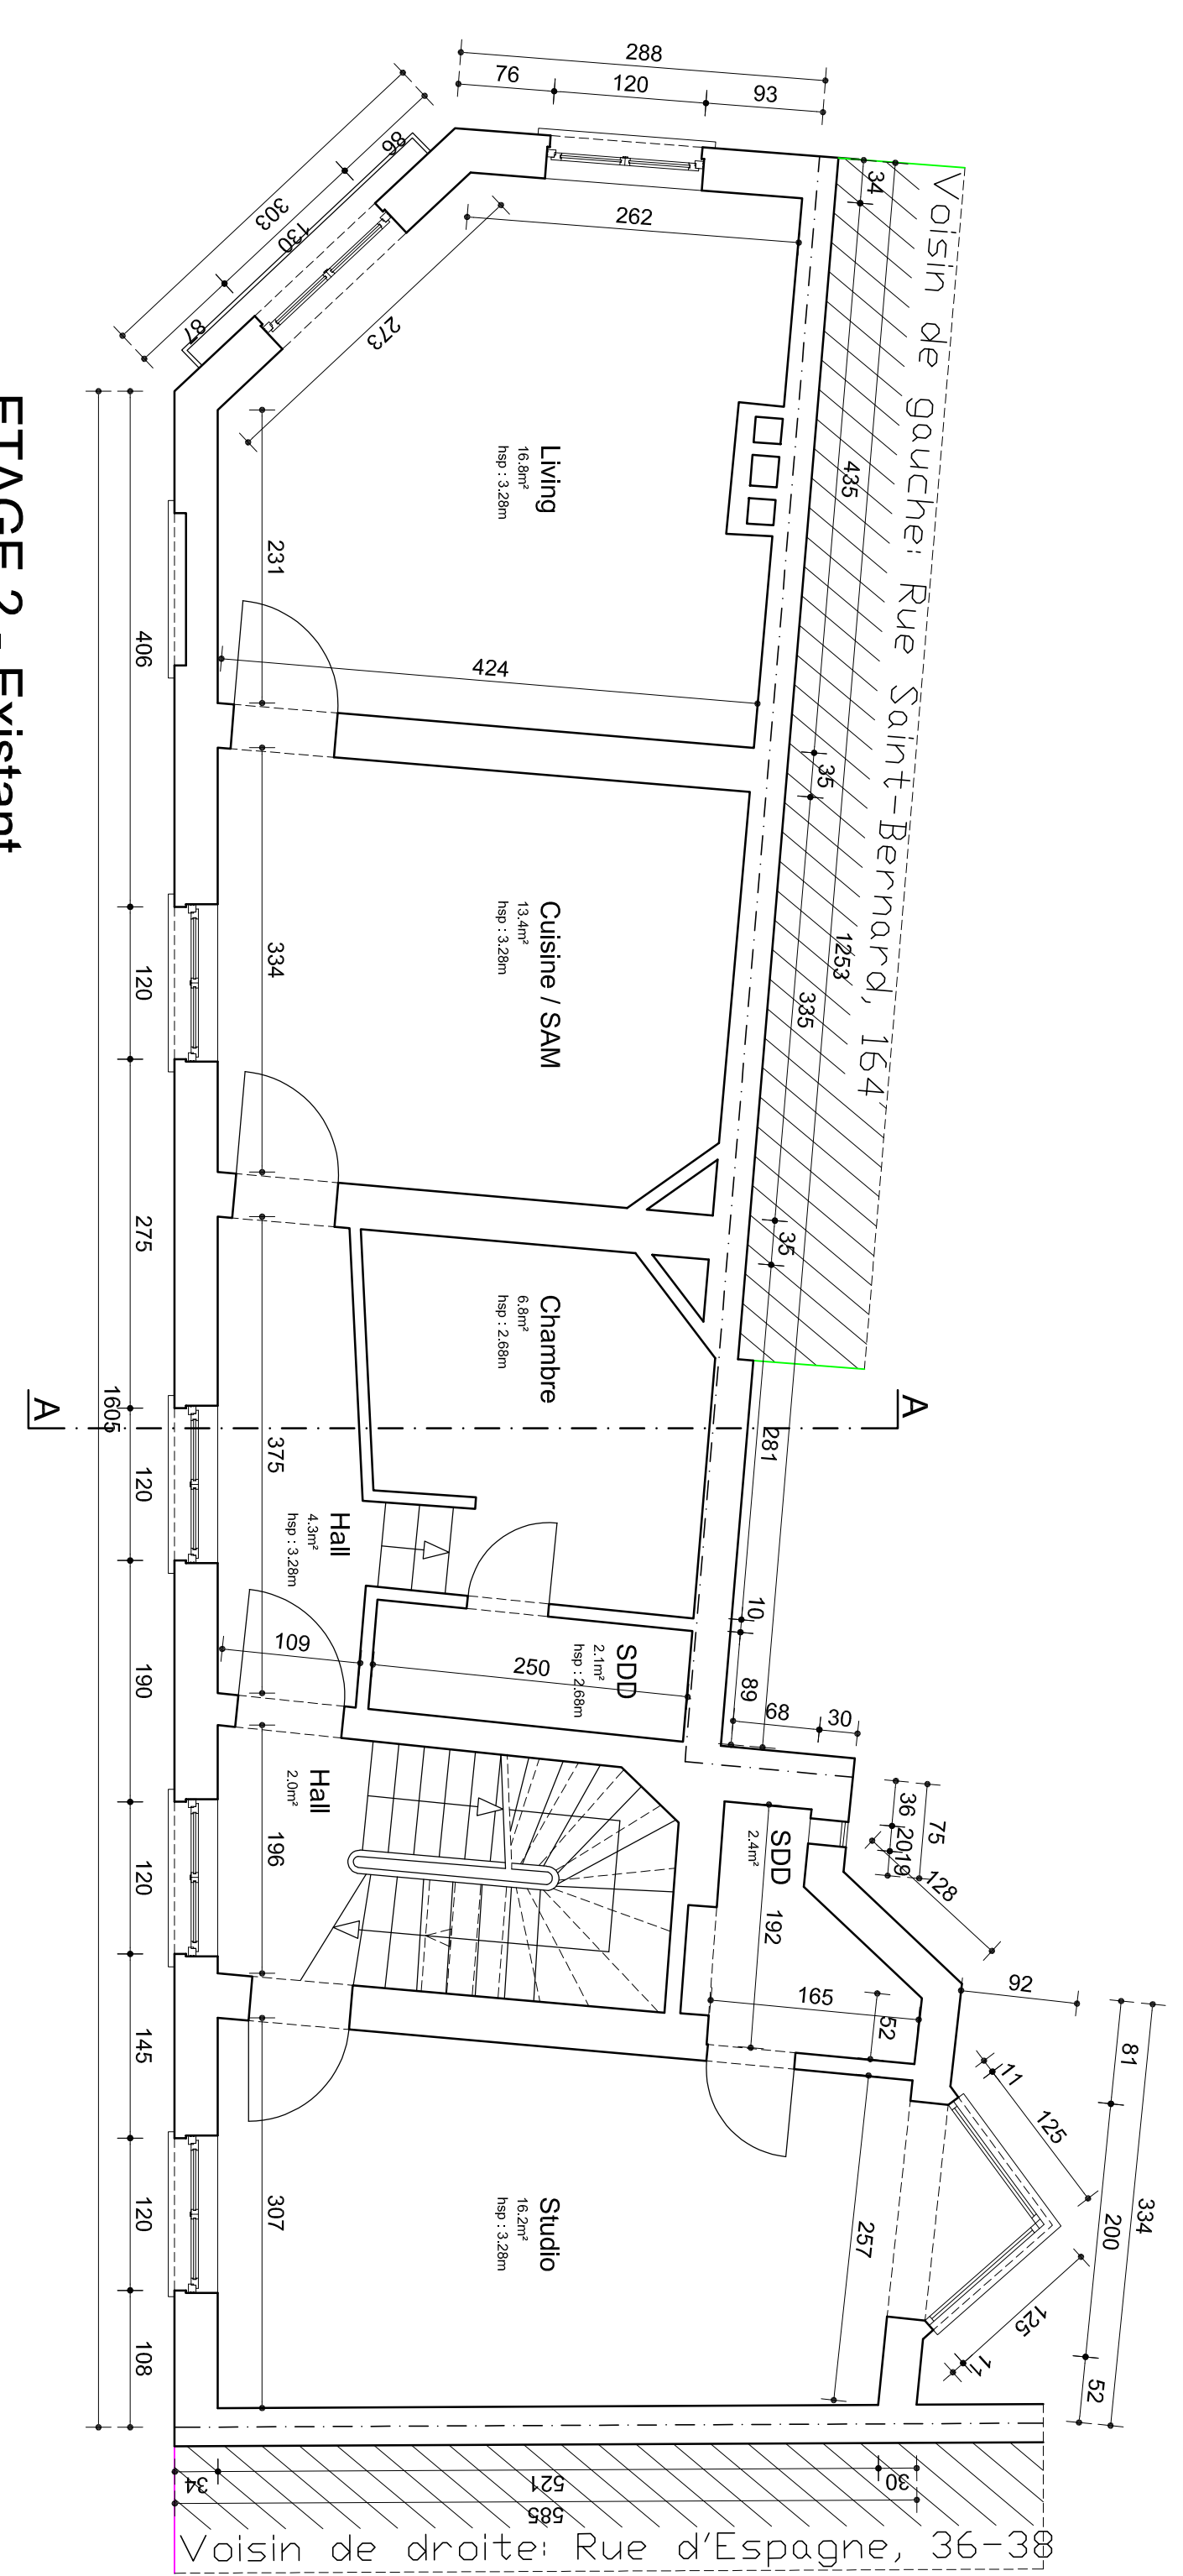 ETAGE 2 - Existant
Voisin de gauche: Rue Saint-Bernard, 164
Voisin de droite: Rue d'Espagne, 36-38
Living
16.8m²
hsp : 3.28m
Cuisine / SAM
13.4m²
hsp : 3.28m
Chambre
6.8m²
hsp : 2.68m
Hall
4.3m²
hsp : 3.28m
SDD
2.1m²
hsp : 2.68m
Hall
2.0m²
SDD
2.4m²
Studio
16.2m²
hsp : 3.28m
A
A
288
76
120
93
303
86
130
87
262
273
231
424
34
435
35
1253
335
35
281
10
89
68
30
334
375
109
250
196
307
1605
406
120
275
120
190
120
145
120
108
36
20
19
75
128
92
192
165
52
81
11
125
200
334
125
11
52
257
34
521
30
585